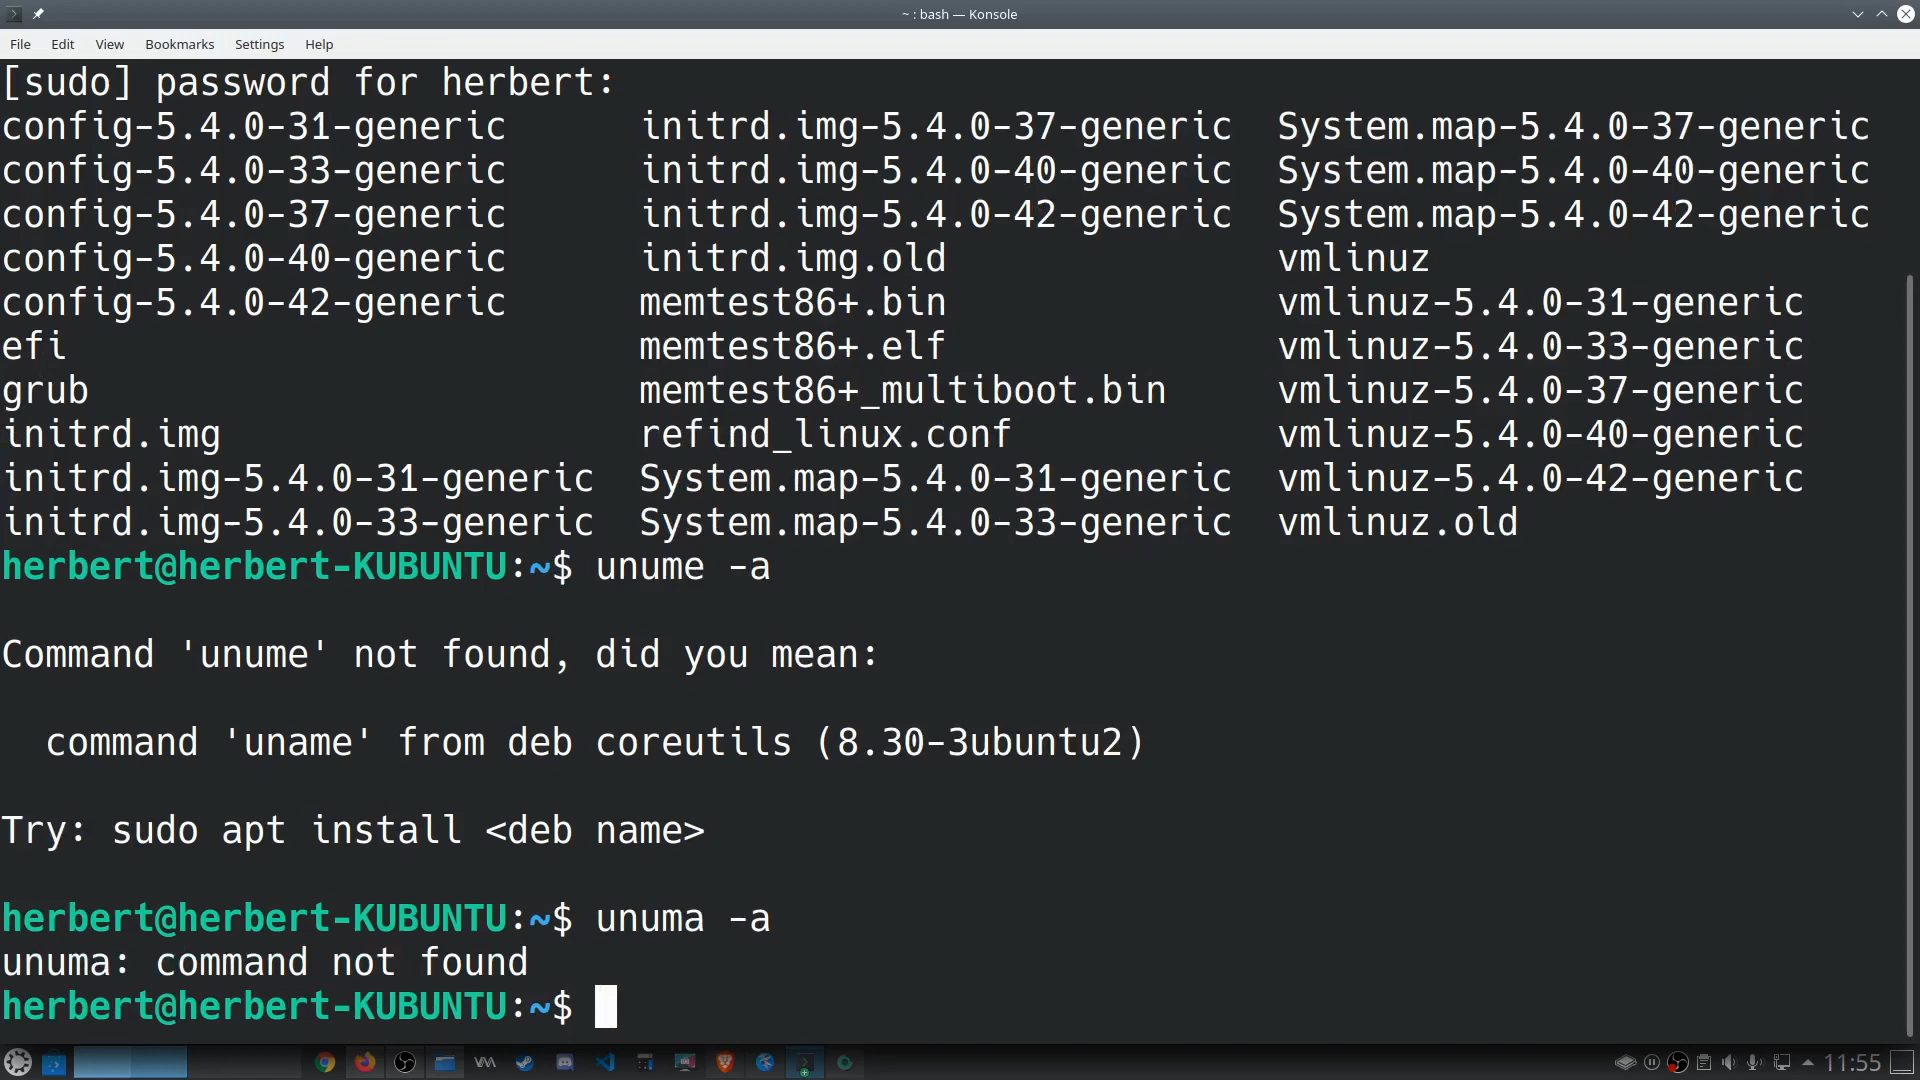 ~ : bash — Konsole
File Edit View Bookmarks Settings Help
[sudo] password for herbert:
config-5.4.0-31-generic initrd.img-5.4.0-37-generic System.map-5.4.0-37-generic
config-5.4.0-33-generic initrd.img-5.4.0-40-generic System.map-5.4.0-40-generic
config-5.4.0-37-generic initrd.img-5.4.0-42-generic System.map-5.4.0-42-generic
config-5.4.0-40-generic initrd.img.old vmlinuz
config-5.4.0-42-generic memtest86+.bin vmlinuz-5.4.0-31-generic
efi memtest86+.elf vmlinuz-5.4.0-33-generic
grub memtest86+_multiboot.bin vmlinuz-5.4.0-37-generic
initrd.img refind_linux.conf vmlinuz-5.4.0-40-generic
initrd.img-5.4.0-31-generic System.map-5.4.0-31-generic vmlinuz-5.4.0-42-generic
initrd.img-5.4.0-33-generic System.map-5.4.0-33-generic vmlinuz.old
herbert@herbert-KUBUNTU:~$ unume -a
Command 'unume' not found, did you mean:
command 'uname' from deb coreutils (8.30-3ubuntu2)
Try: sudo apt install <deb name>
herbert@herbert-KUBUNTU:~$ unuma -a
unuma: command not found
herbert@herbert-KUBUNTU:~$
11:55